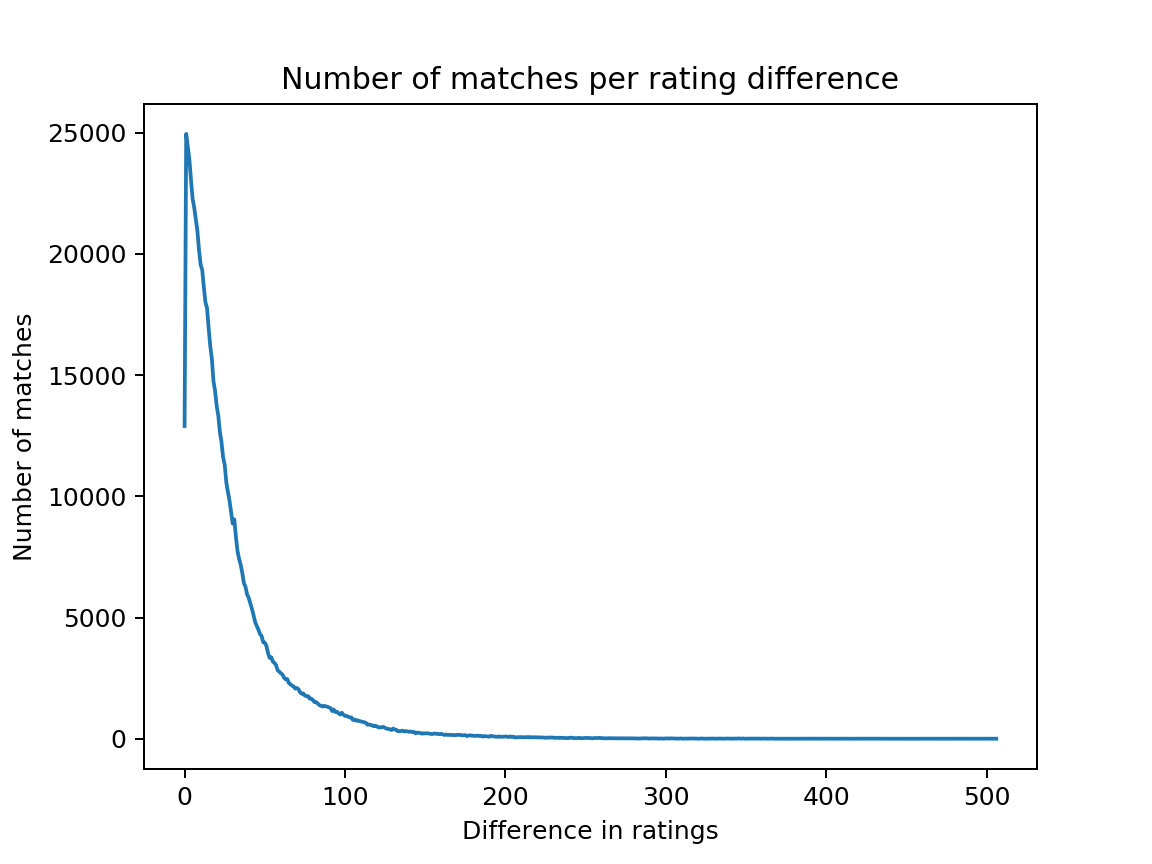 Number of matches per rating difference
25000
20000
15000
10000
5000
0
Number of matches
0 100 200 300 400 500
Difference in ratings